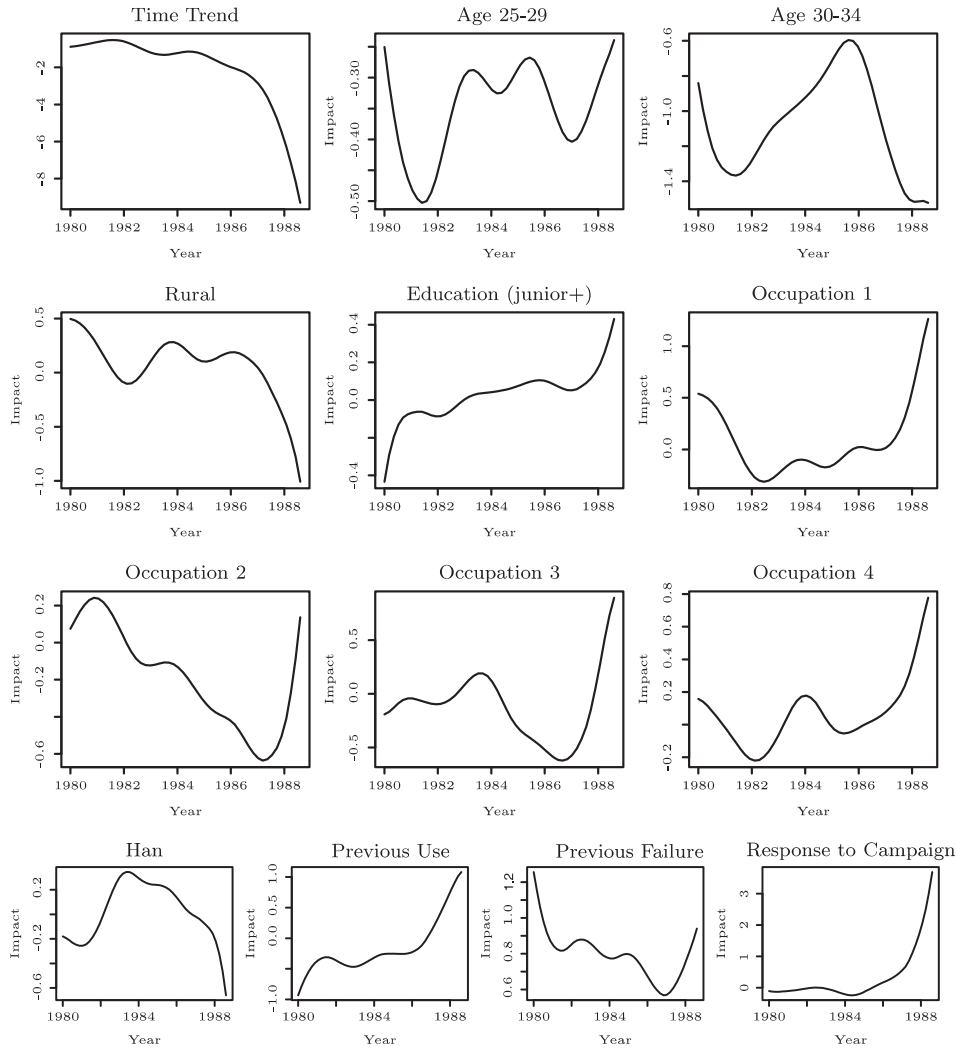 Time Trend
Age 25-29
Age 30-34
-2
-4
-6
-8
1980 1982 1984 1986 1988
Year
Impact
-0.30
-0.40
-0.50
1980 1982 1984 1986 1988
Year
Impact
-0.6
-1.0
-1.4
1980 1982 1984 1986 1988
Year
Rural
Education (junior+)
Occupation 1
Impact
0.5
0.0
-0.5
-1.0
1980 1982 1984 1986 1988
Year
Impact
0.4
0.2
0.0
-0.4
1980 1982 1984 1986 1988
Year
Impact
1.0
0.5
0.0
1980 1982 1984 1986 1988
Year
Occupation 2
Occupation 3
Occupation 4
Impact
0.2
0.0
-0.2
-0.6
1980 1982 1984 1986 1988
Year
Impact
0.5
0.0
-0.5
1980 1982 1984 1986 1988
Year
Impact
0.8
0.6
0.4
0.2
-0.2
1980 1982 1984 1986 1988
Year
Han
Previous Use
Previous Failure
Response to Campaign
Impact
0.2
-0.2
-0.6
1980 1984 1988
Year
Impact
1.0
0.5
0.0
-1.0
1980 1984 1988
Year
Impact
1.2
1.0
0.8
0.6
1980 1984 1988
Year
Impact
3
2
1
0
1980 1984 1988
Year